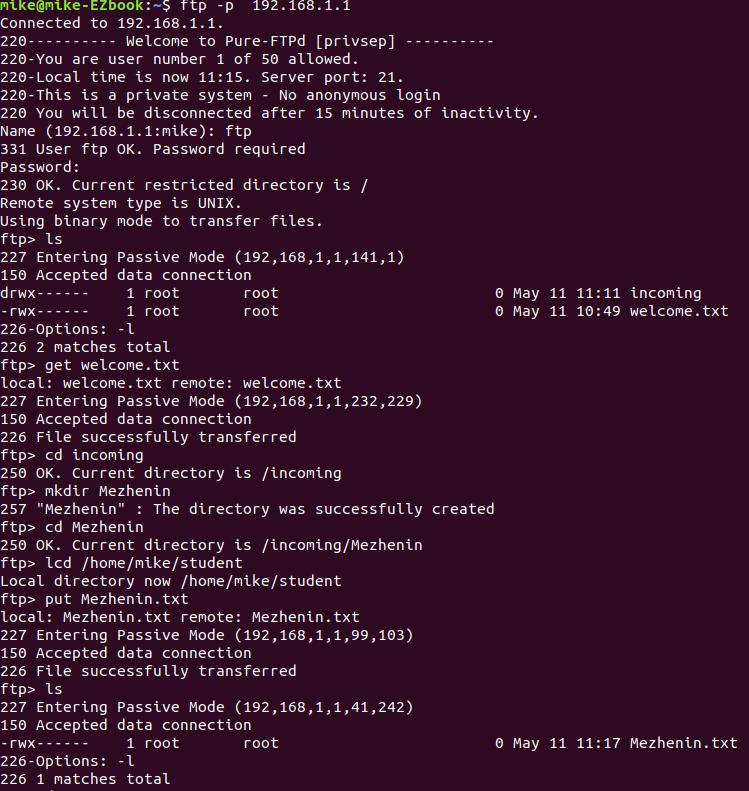 mike@mike-EZbook:~$ ftp -p  192.168.1.1
Connected to 192.168.1.1.
220---------- Welcome to Pure-FTPd [privsep] ----------
220-You are user number 1 of 50 allowed.
220-Local time is now 11:15. Server port: 21.
220-This is a private system - No anonymous login
220 You will be disconnected after 15 minutes of inactivity.
Name (192.168.1.1:mike): ftp
331 User ftp OK. Password required
Password:
230 OK. Current restricted directory is /
Remote system type is UNIX.
Using binary mode to transfer files.
ftp> ls
227 Entering Passive Mode (192,168,1,1,141,1)
150 Accepted data connection
drwx------    1 root       root                        0 May 11 11:11 incoming
-rwx------    1 root       root                        0 May 11 10:49 welcome.txt
226-Options: -l
226 2 matches total
ftp> get welcome.txt
local: welcome.txt remote: welcome.txt
227 Entering Passive Mode (192,168,1,1,232,229)
150 Accepted data connection
226 File successfully transferred
ftp> cd incoming
250 OK. Current directory is /incoming
ftp> mkdir Mezhenin
257 "Mezhenin" : The directory was successfully created
ftp> cd Mezhenin
250 OK. Current directory is /incoming/Mezhenin
ftp> lcd /home/mike/student
Local directory now /home/mike/student
ftp> put Mezhenin.txt
local: Mezhenin.txt remote: Mezhenin.txt
227 Entering Passive Mode (192,168,1,1,99,103)
150 Accepted data connection
226 File successfully transferred
ftp> ls
227 Entering Passive Mode (192,168,1,1,41,242)
150 Accepted data connection
-rwx------    1 root       root                        0 May 11 11:17 Mezhenin.txt
226-Options: -l
226 1 matches total